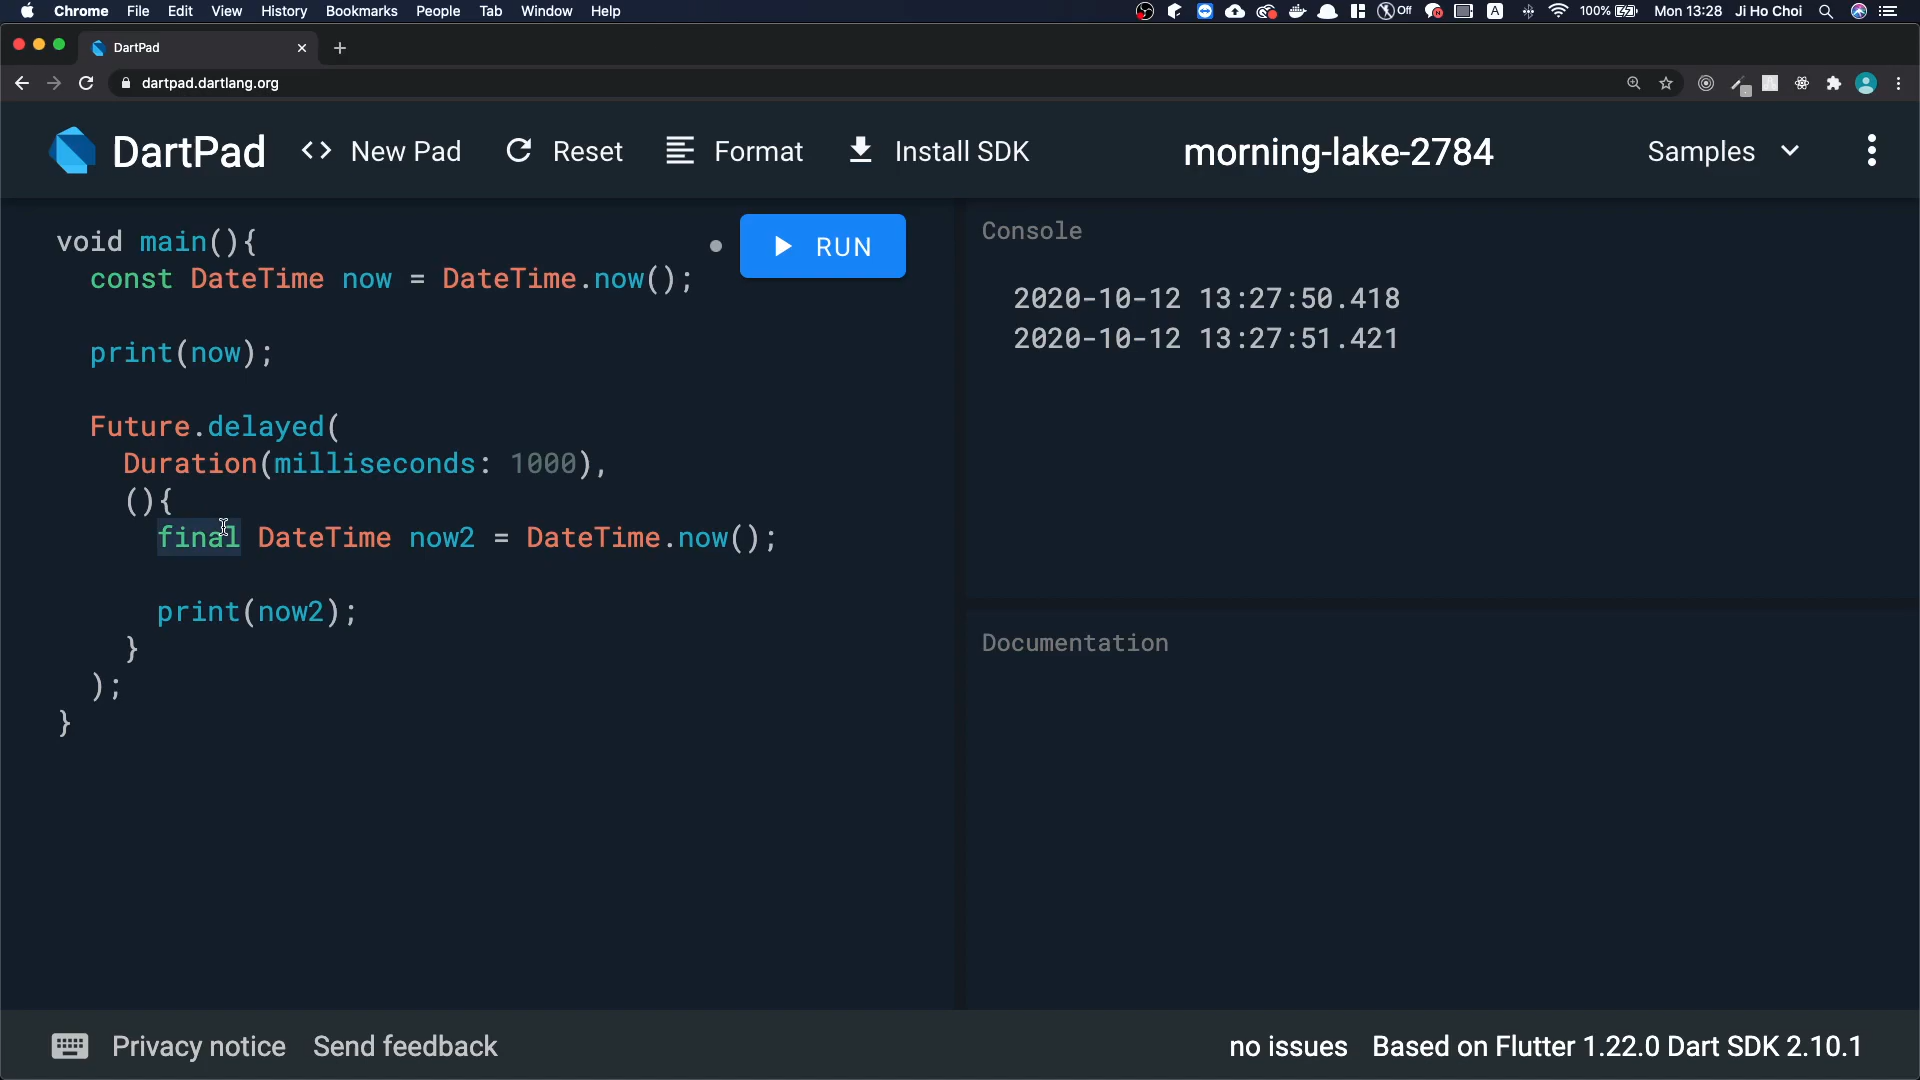 Chrome File Edit View History Bookmarks People Tab Window Help Off A 100% Mon 13:28 Ji Ho Choi
DartPad
dartpad.dartlang.org
DartPad <> New Pad Reset Format Install SDK morning-lake-2784 Samples
void main(){
RUN
const DateTime now = DateTime.now();
print(now);
Future.delayed(
Duration(milliseconds: 1000),
(){
final DateTime now2 = DateTime.now();
print(now2);
}
);
}
Console
2020-10-12 13:27:50.418
2020-10-12 13:27:51.421
Documentation
Privacy notice Send feedback no issues Based on Flutter 1.22.0 Dart SDK 2.10.1